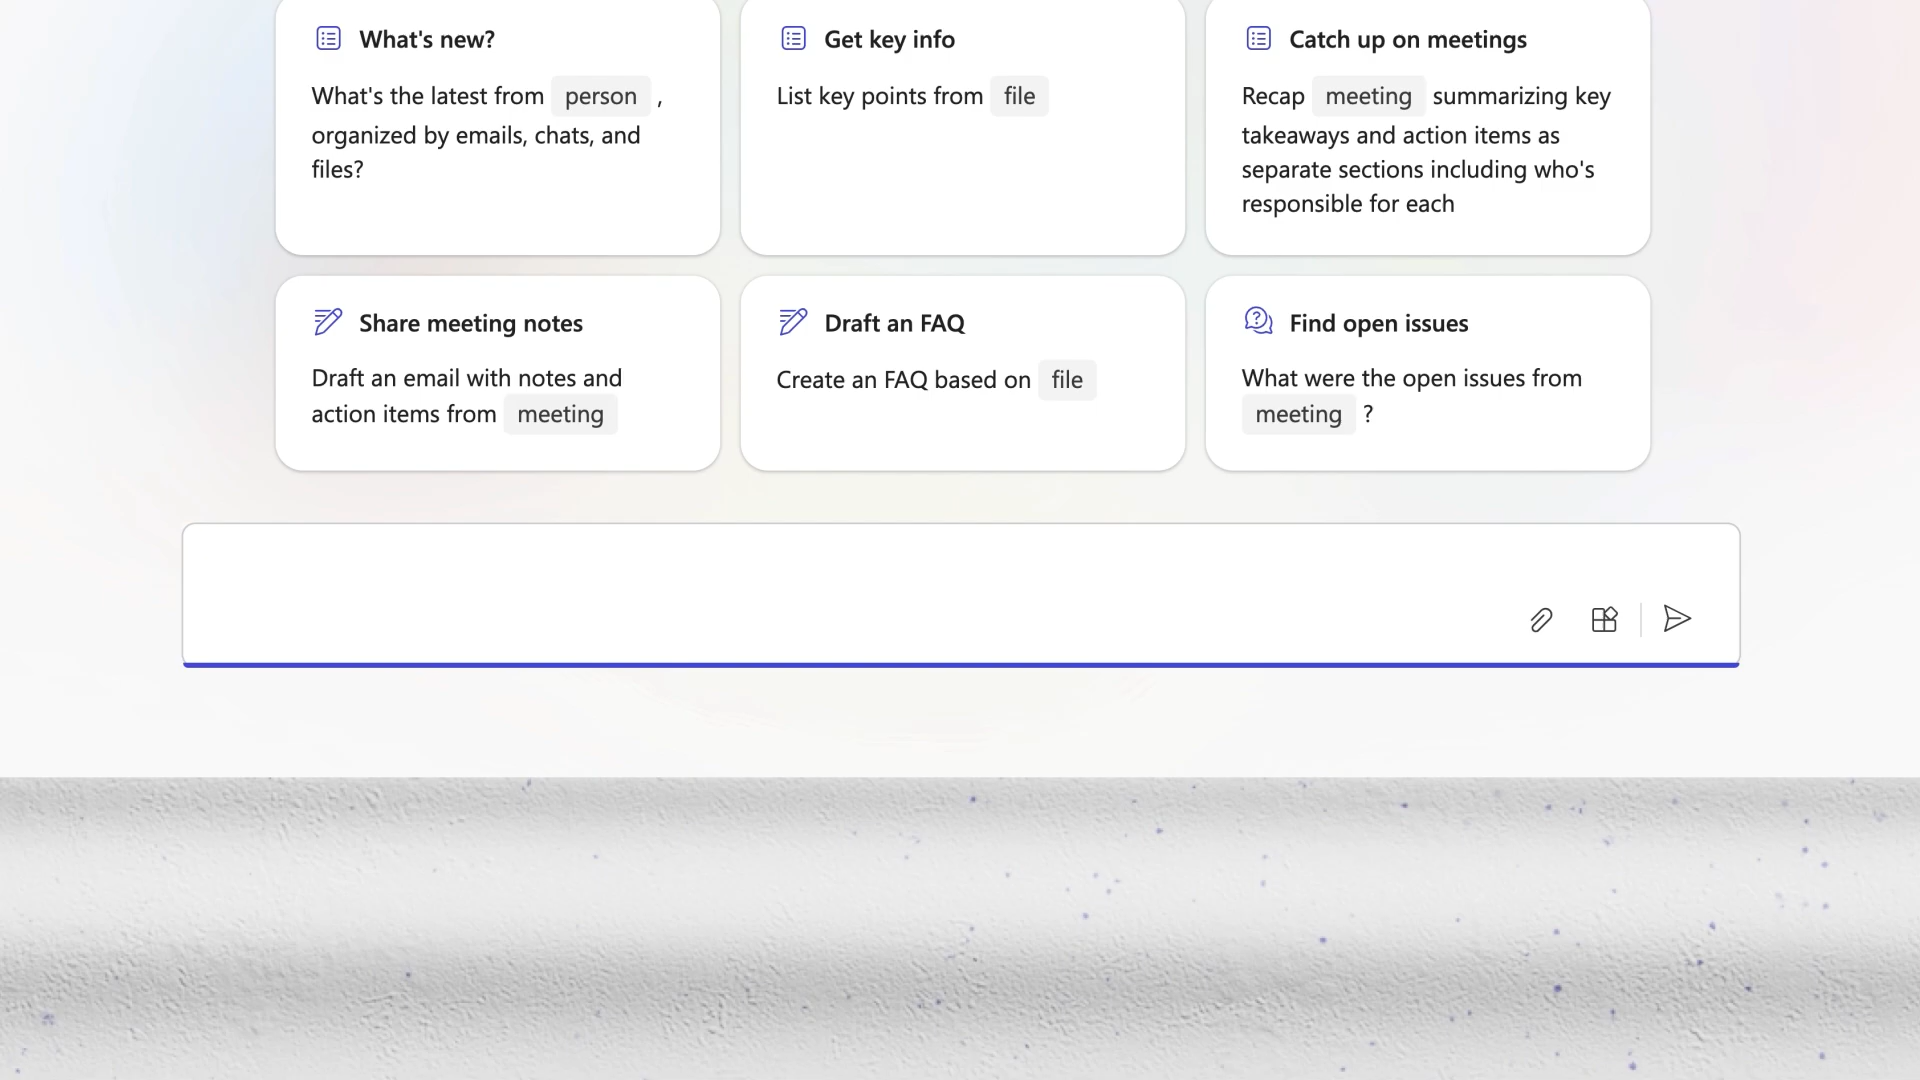 What's new?
What's the latest from person ,
organized by emails, chats, and
files?
Get key info
List key points from file
Catch up on meetings
Recap meeting summarizing key
takeaways and action items as
separate sections including who's
responsible for each
Share meeting notes
Draft an email with notes and
action items from meeting
Draft an FAQ
Create an FAQ based on file
Find open issues
What were the open issues from
meeting ?